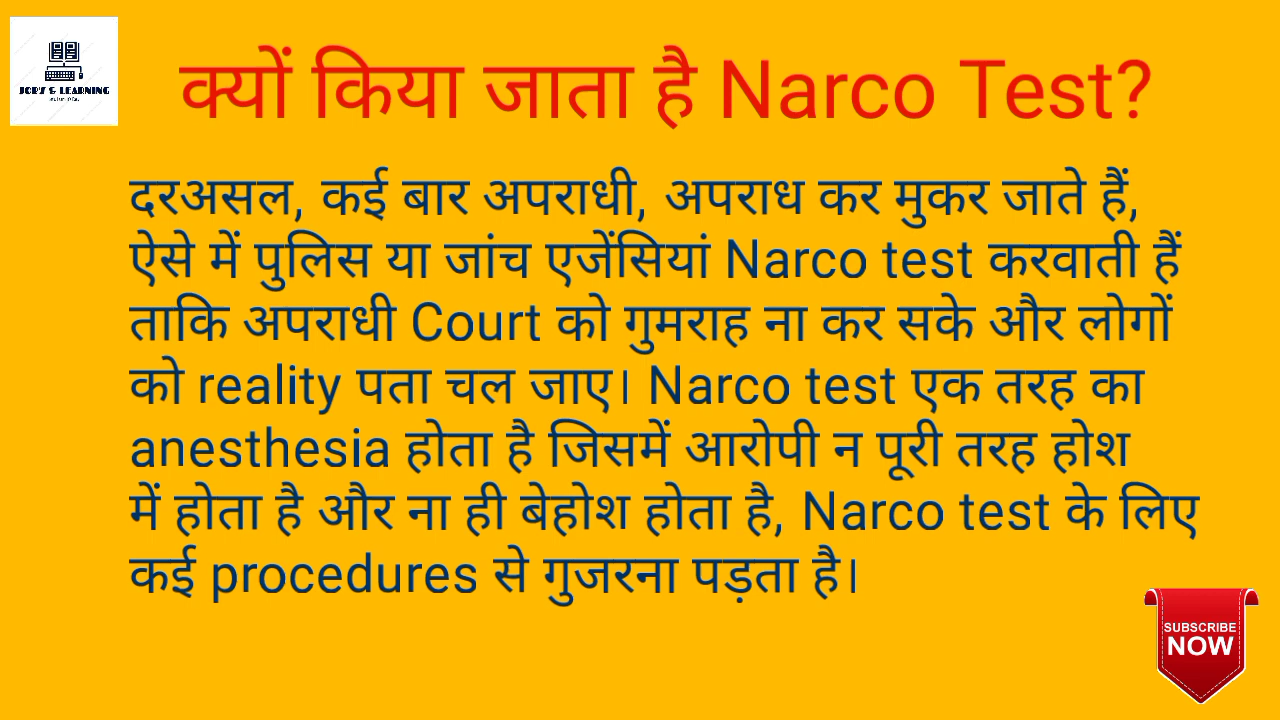 JOB'S & LEARNING
क्यों किया जाता है Narco Test?
दरअसल, कई बार अपराधी, अपराध कर मुकर जाते हैं,
ऐसे में पुलिस या जांच एजेंसियां Narco test करवाती हैं
ताकि अपराधी Court को गुमराह ना कर सके और लोगों
को reality पता चल जाए। Narco test एक तरह का
anesthesia होता है जिसमें आरोपी न पूरी तरह होश
में होता है और ना ही बेहोश होता है, Narco test के लिए
कई procedures से गुजरना पड़ता है।
SUBSCRIBE
NOW